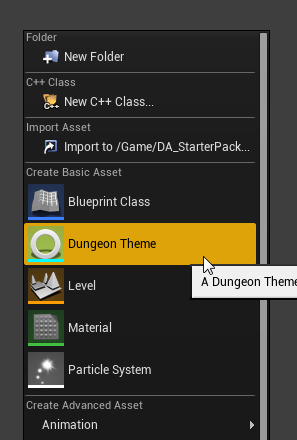 Folder
New Folder
C++ Class
New C++ Class...
Import Asset
Import to /Game/DA_StarterPack...
Create Basic Asset
Blueprint Class
Dungeon Theme
Level
A Dungeon Theme
Material
Particle System
Create Advanced Asset
Animation